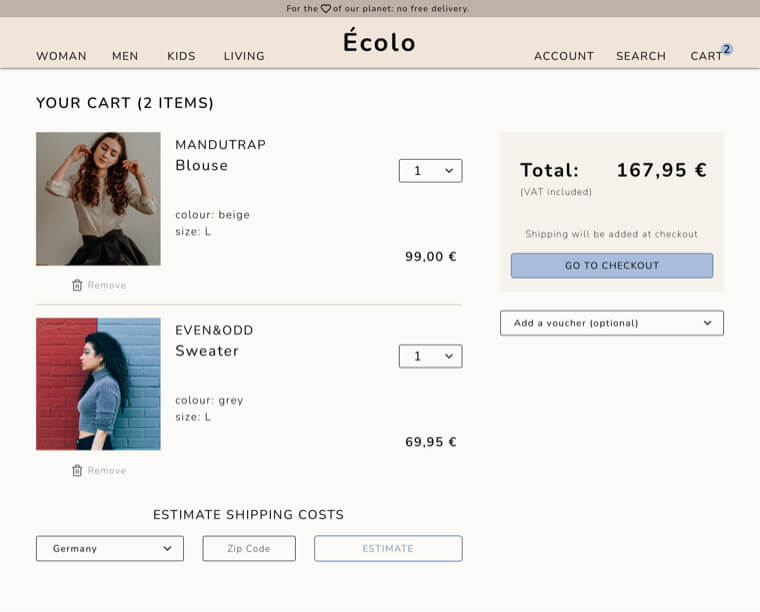 For the ♡ of our planet: no free delivery.
WOMAN MEN KIDS LIVING
Écolo
ACCOUNT SEARCH CART 2
YOUR CART (2 ITEMS)
MANDUTRAP
Blouse
1
colour: beige
size: L
99,00 €
Remove
EVEN&ODD
Sweater
1
colour: grey
size: L
69,95 €
Remove
ESTIMATE SHIPPING COSTS
Germany
Zip Code
ESTIMATE
Total: 167,95 €
(VAT included)
Shipping will be added at checkout
GO TO CHECKOUT
Add a voucher (optional)